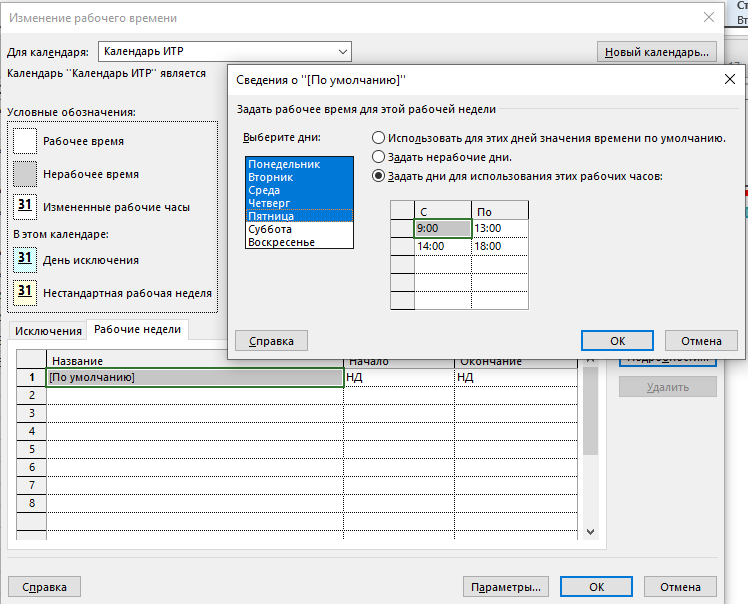 Изменение рабочего времени
Ст
Вт
Для календаря:
Календарь ИТР
Новый календарь...
17
Календарь "Календарь ИТР" является
Условные обозначения:
Рабочее время
Нерабочее время
31
Измененные рабочие часы
В этом календаре:
31
День исключения
31
Нестандартная рабочая неделя
Сведения о "[По умолчанию]"
Задать рабочее время для этой рабочей недели
Выберите дни:
Понедельник
Вторник
Среда
Четверг
Пятница
Суббота
Воскресенье
Использовать для этих дней значения времени по умолчанию.
Задать нерабочие дни.
Задать дни для использования этих рабочих часов:
С По
9:00 13:00
14:00 18:00
Справка
ОК
Отмена
Исключения
Рабочие недели
Название Начало Окончание
1 [По умолчанию] НД НД
2
3
4
5
6
7
8
Подробности...
Удалить
Справка
Параметры...
ОК
Отмена